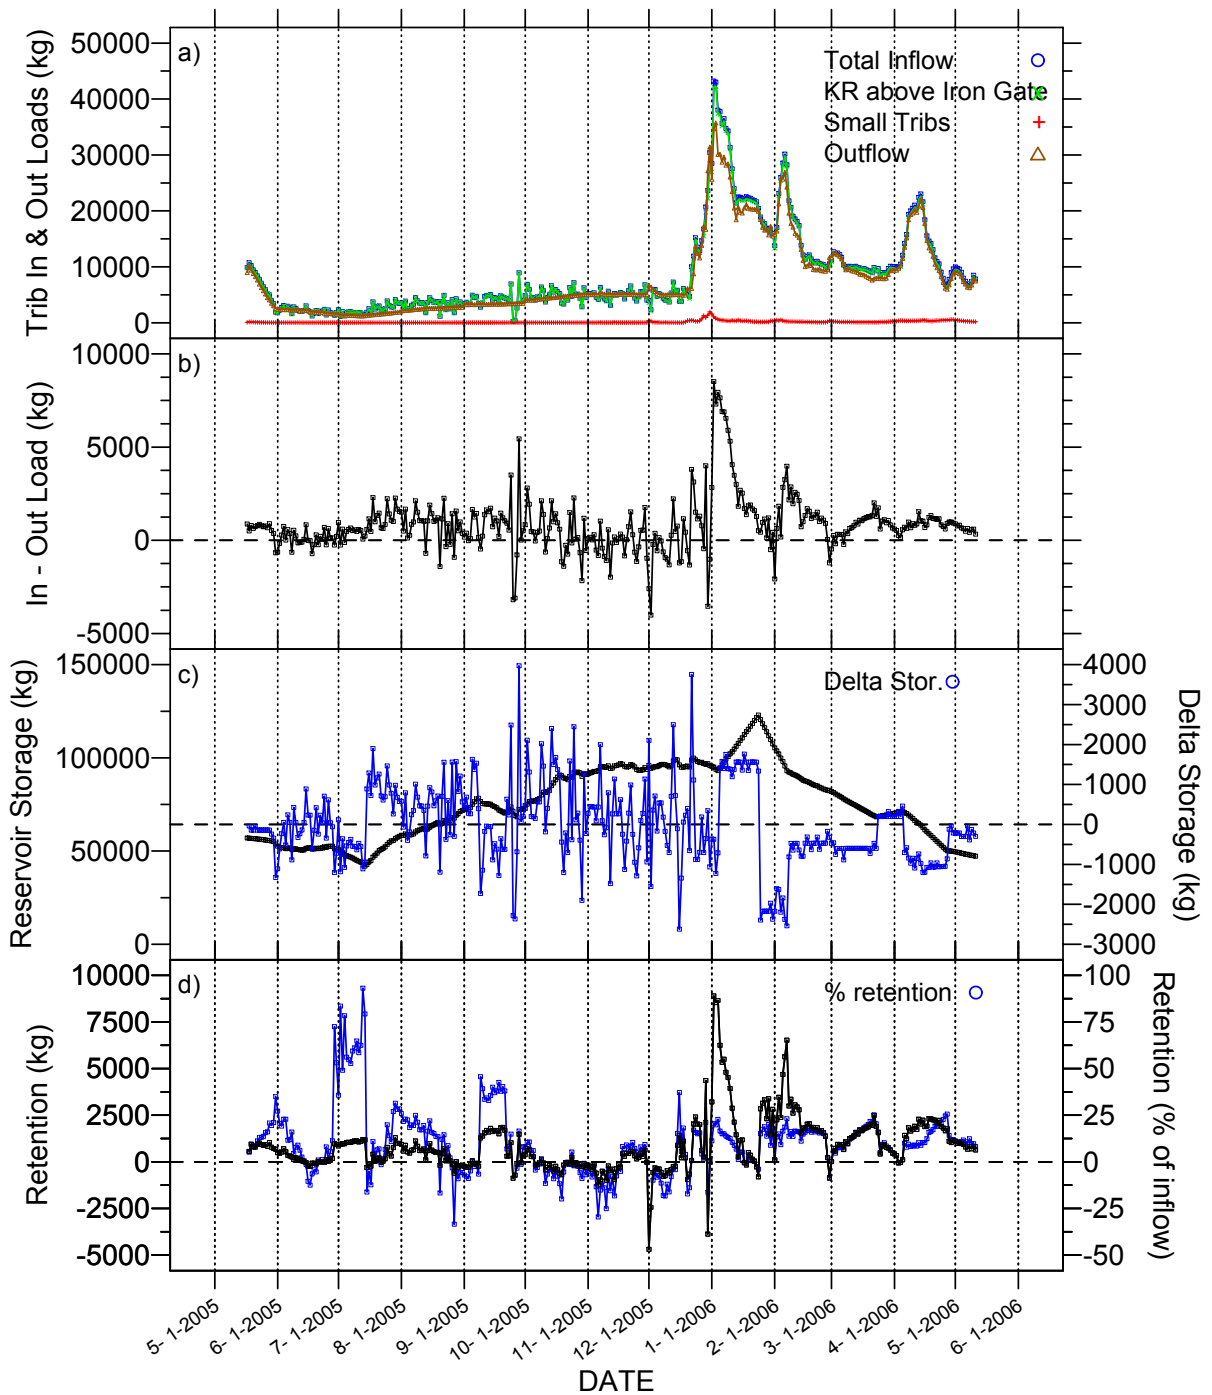 a)
Trib In & Out Loads (kg)
50000
40000
30000
20000
10000
0
Total Inflow
KR above Iron Gate
Small Tribs
Outflow
b)
In - Out Load (kg)
10000
5000
0
-5000
c)
Reservoir Storage (kg)
150000
100000
50000
0
Delta Stor.
4000
3000
2000
1000
0
-1000
-2000
-3000
Delta Storage (kg)
d)
Retention (kg)
10000
7500
5000
2500
0
-2500
-5000
% retention
100
75
50
25
0
-25
-50
Retention (% of inflow)
5- 1-2005
6- 1-2005
7- 1-2005
8- 1-2005
9- 1-2005
10- 1-2005
11- 1-2005
12- 1-2005
1- 1-2006
2- 1-2006
3- 1-2006
4- 1-2006
5- 1-2006
6- 1-2006
DATE